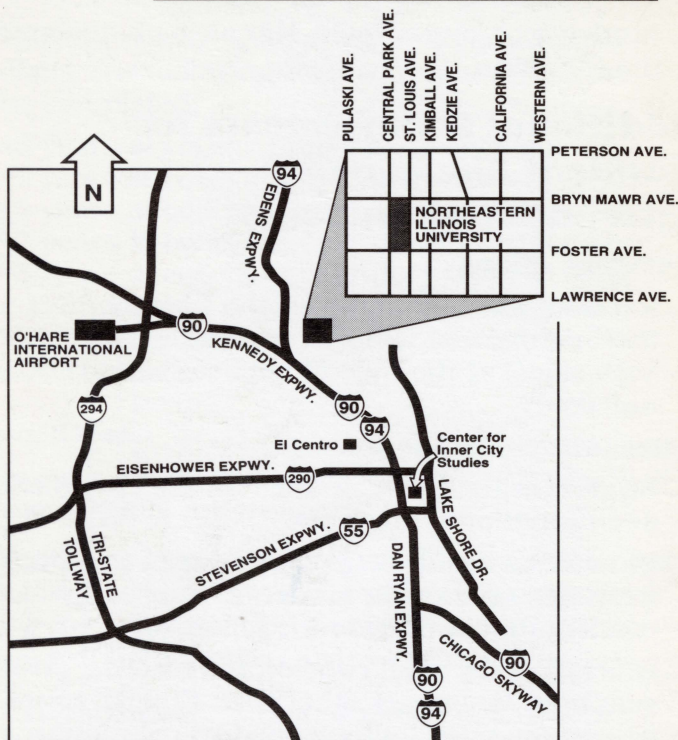 PULASKI AVE.
CENTRAL PARK AVE.
ST. LOUIS AVE.
KIMBALL AVE.
KEDZIE AVE.
CALIFORNIA AVE.
WESTERN AVE.
PETERSON AVE.
BRYN MAWR AVE.
FOSTER AVE.
LAWRENCE AVE.
NORTHEASTERN
ILLINOIS
UNIVERSITY
N
94
EDENS EXPWY.
90
O'HARE
INTERNATIONAL
AIRPORT
KENNEDY EXPWY.
294
90
94
El Centro
Center for
Inner City
Studies
EISENHOWER EXPWY.
290
LAKE SHORE DR.
55
STEVENSON EXPWY.
TRI-STATE
TOLLWAY
DAN RYAN EXPWY.
90
CHICAGO SKYWAY
90
94